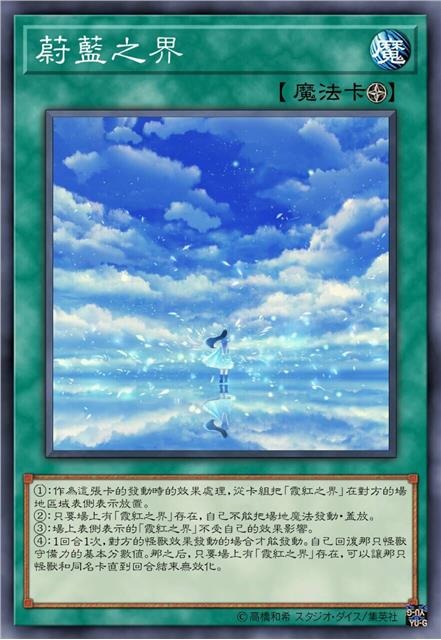 蔚藍之界
魔
【魔法卡】
①：作為這張卡的發動時的效果處理，從卡組把「霞紅之界」在對方的場
地區域表側表示放置。
②：只要場上有「霞紅之界」存在，自己不能把場地魔法發動·蓋放。
③：場上表側表示的「霞紅之界」不受自己的效果影響。
④：1回合1次，對方的怪獸效果發動的場合才能發動。自己回復那只怪獸
守備力的基本分數值。那之后，只要場上有「霞紅之界」存在，可以讓那只
怪獸和同名卡直到回合結束無效化。
©高橋和希 スタジオ・ダイス/集英社
YU-G